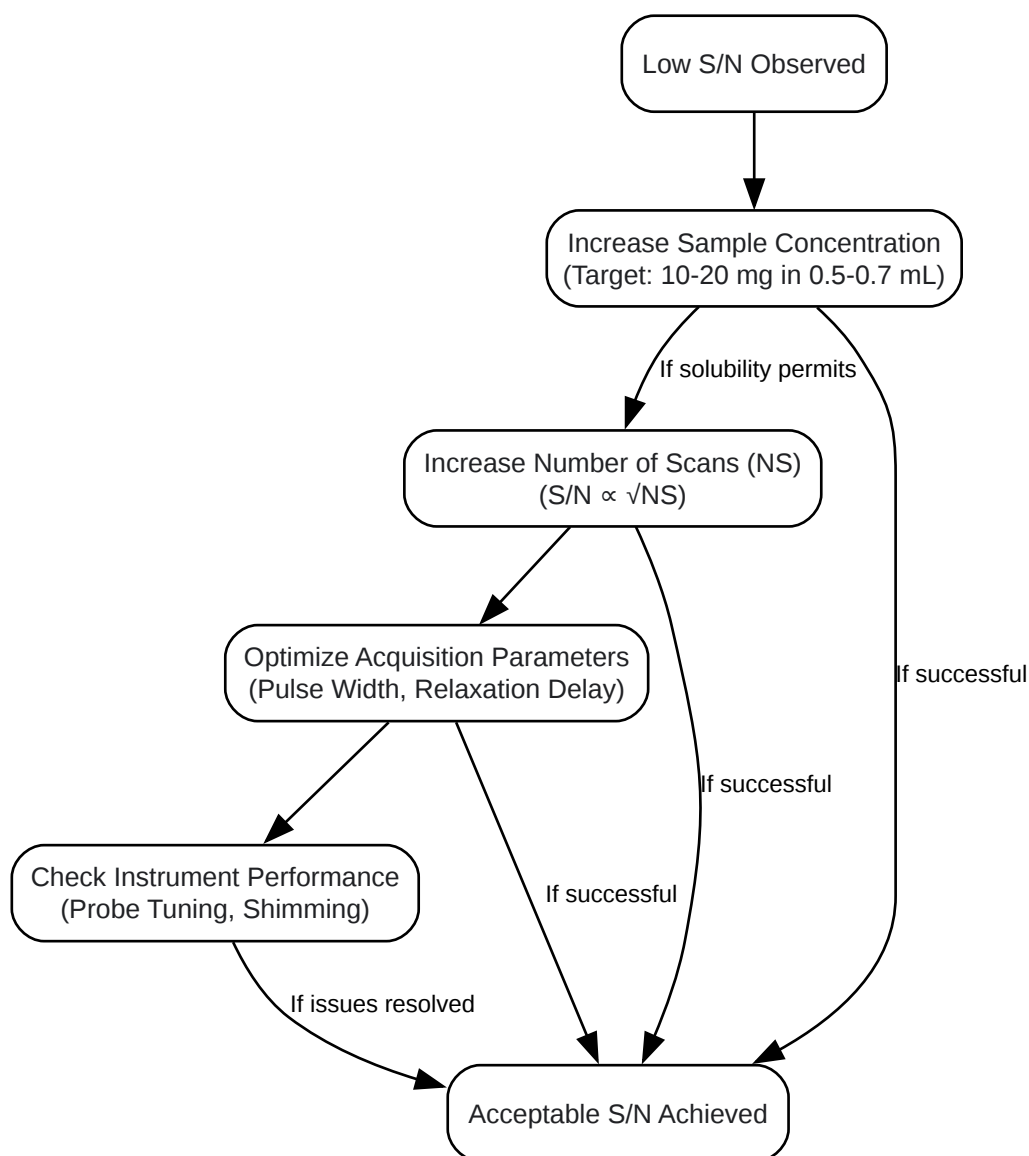 Low S/N Observed
Increase Sample Concentration
(Target: 10-20 mg in 0.5-0.7 mL)
If solubility permits
Increase Number of Scans (NS)
(S/N ∝ √NS)
Optimize Acquisition Parameters
(Pulse Width, Relaxation Delay)
If successful
If successful
Check Instrument Performance
(Probe Tuning, Shimming)
If successful
If issues resolved
Acceptable S/N Achieved